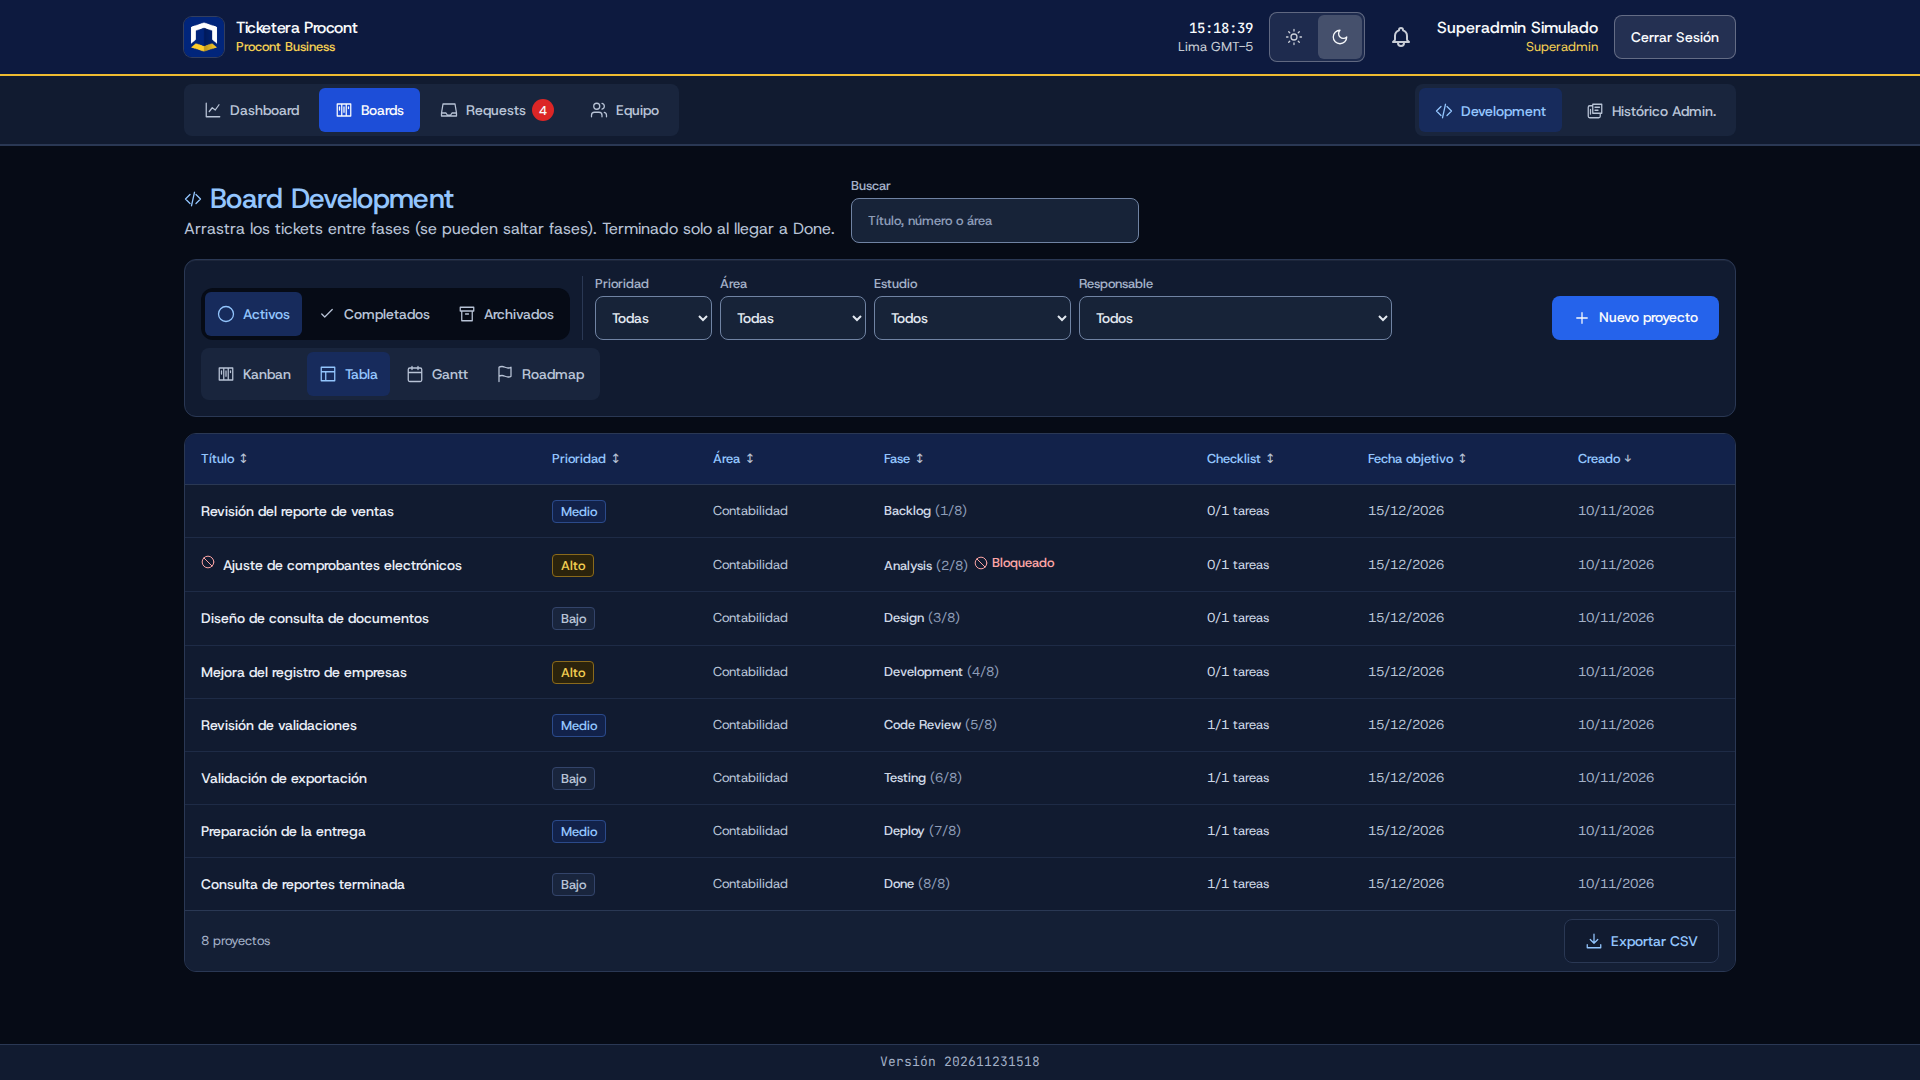 Ticketera Procont
Procont Business
15:18:39
Lima GMT-5
Superadmin Simulado
Superadmin
Cerrar Sesión
Dashboard
Boards
Requests 4
Equipo
Development
Histórico Admin.
Board Development
Arrastra los tickets entre fases (se pueden saltar fases). Terminado solo al llegar a Done.
Buscar
Título, número o área
Activos
Completados
Archivados
Prioridad
Todas
Área
Todas
Estudio
Todos
Responsable
Todos
Nuevo proyecto
Kanban
Tabla
Gantt
Roadmap
Título ↕ Prioridad ↕ Área ↕ Fase ↕ Checklist ↕ Fecha objetivo ↕ Creado ↓
Revisión del reporte de ventas Medio Contabilidad Backlog (1/8) 0/1 tareas 15/12/2026 10/11/2026
Ajuste de comprobantes electrónicos Alto Contabilidad Analysis (2/8) Bloqueado 0/1 tareas 15/12/2026 10/11/2026
Diseño de consulta de documentos Bajo Contabilidad Design (3/8) 0/1 tareas 15/12/2026 10/11/2026
Mejora del registro de empresas Alto Contabilidad Development (4/8) 0/1 tareas 15/12/2026 10/11/2026
Revisión de validaciones Medio Contabilidad Code Review (5/8) 1/1 tareas 15/12/2026 10/11/2026
Validación de exportación Bajo Contabilidad Testing (6/8) 1/1 tareas 15/12/2026 10/11/2026
Preparación de la entrega Medio Contabilidad Deploy (7/8) 1/1 tareas 15/12/2026 10/11/2026
Consulta de reportes terminada Bajo Contabilidad Done (8/8) 1/1 tareas 15/12/2026 10/11/2026
8 proyectos
Exportar CSV
Versión 202611231518